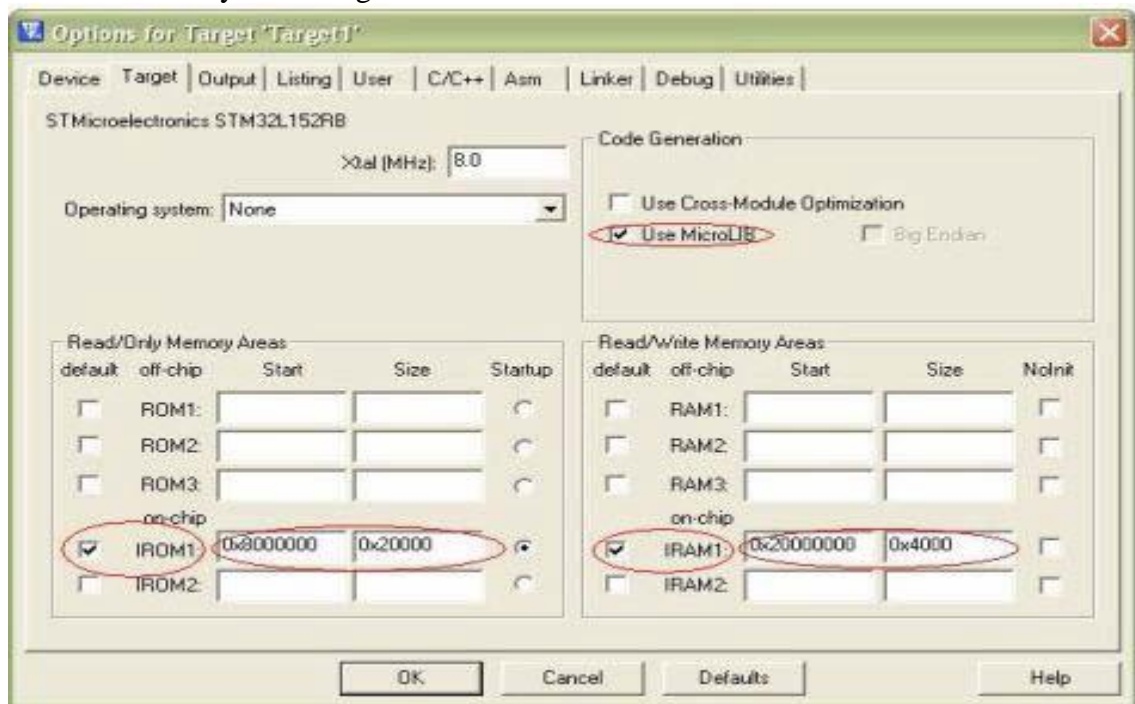 Options for Target 'Target1'
Device Target Output Listing User C/C++ Asm Linker Debug Utilities
STMicroelectronics STM32L152RB
Xtal (MHz): 8.0
Operating system: None
Code Generation
Use Cross-Module Optimization
Use MicroLIB Big Endian
Read/Only Memory Areas
default off-chip Start Size Startup
ROM1:
ROM2:
ROM3:
on-chip
IROM1: 0x8000000 0x20000
IROM2:
Read/Write Memory Areas
default off-chip Start Size NoInit
RAM1:
RAM2:
RAM3:
on-chip
IRAM1: 0x20000000 0x4000
IRAM2:
OK Cancel Defaults Help